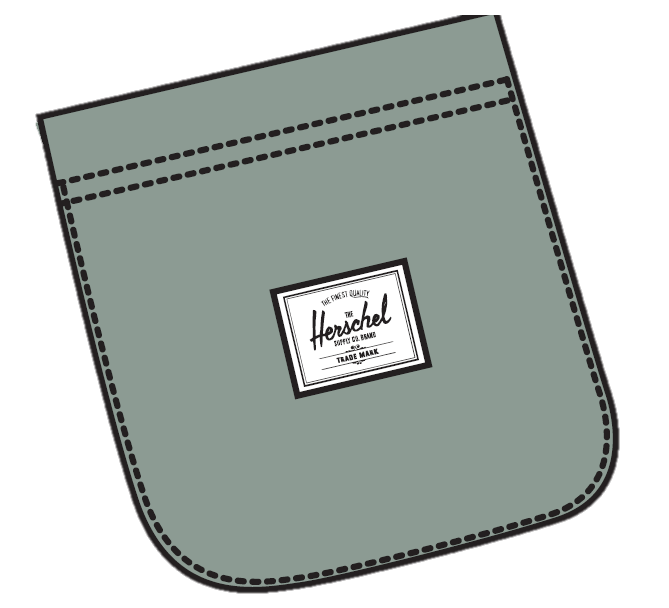 THE FINEST QUALITY
THE
Herschel
SUPPLY CO. BRAND
TRADE MARK